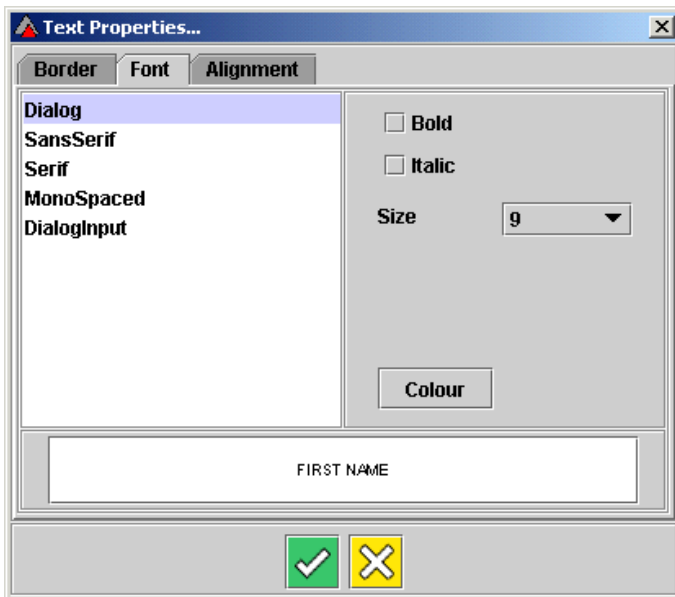 Text Properties...
Border Font Alignment
Dialog
SansSerif
Serif
MonoSpaced
DialogInput
Bold
Italic
Size 9
Colour
FIRST NAME